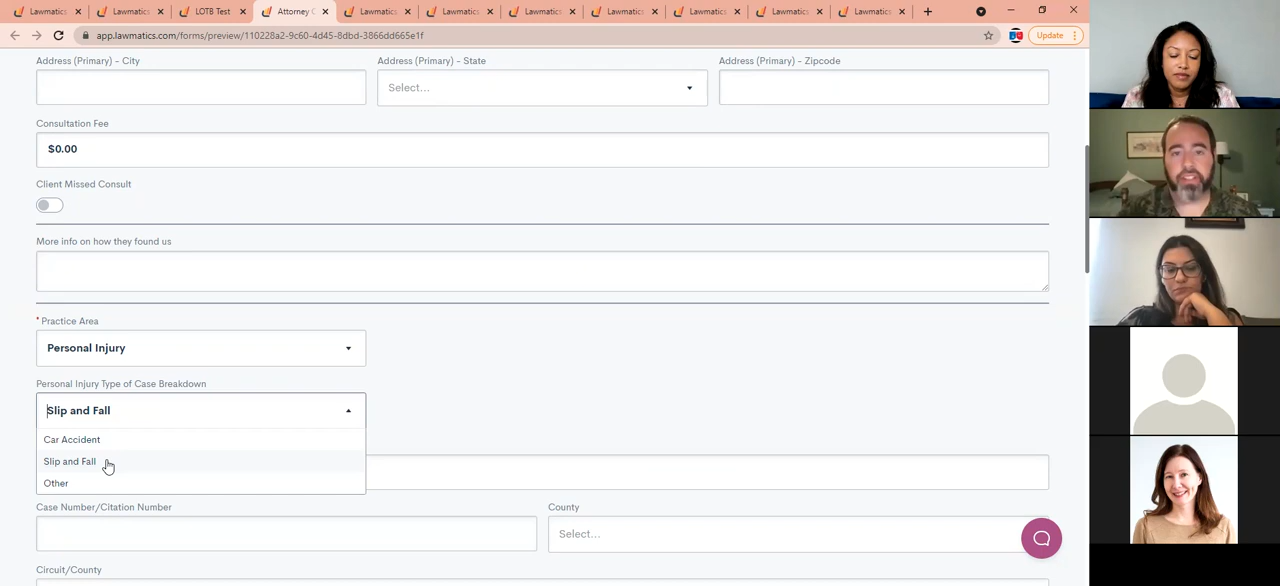 Lawmatics
Lawmatics
LOTB Test
Attorney C
Lawmatics
Lawmatics
Lawmatics
Lawmatics
Lawmatics
Lawmatics
Lawmatics
app.lawmatics.com/forms/preview/110228a2-9c60-4d45-8dbd-3866dd665e1f
Update
Address (Primary) - City
Address (Primary) - State
Address (Primary) - Zipcode
Select...
Consultation Fee
$0.00
Client Missed Consult
More info on how they found us
* Practice Area
Personal Injury
Personal Injury Type of Case Breakdown
Slip and Fall
Car Accident
Slip and Fall
Other
Case Number/Citation Number
County
Select...
Circuit/County